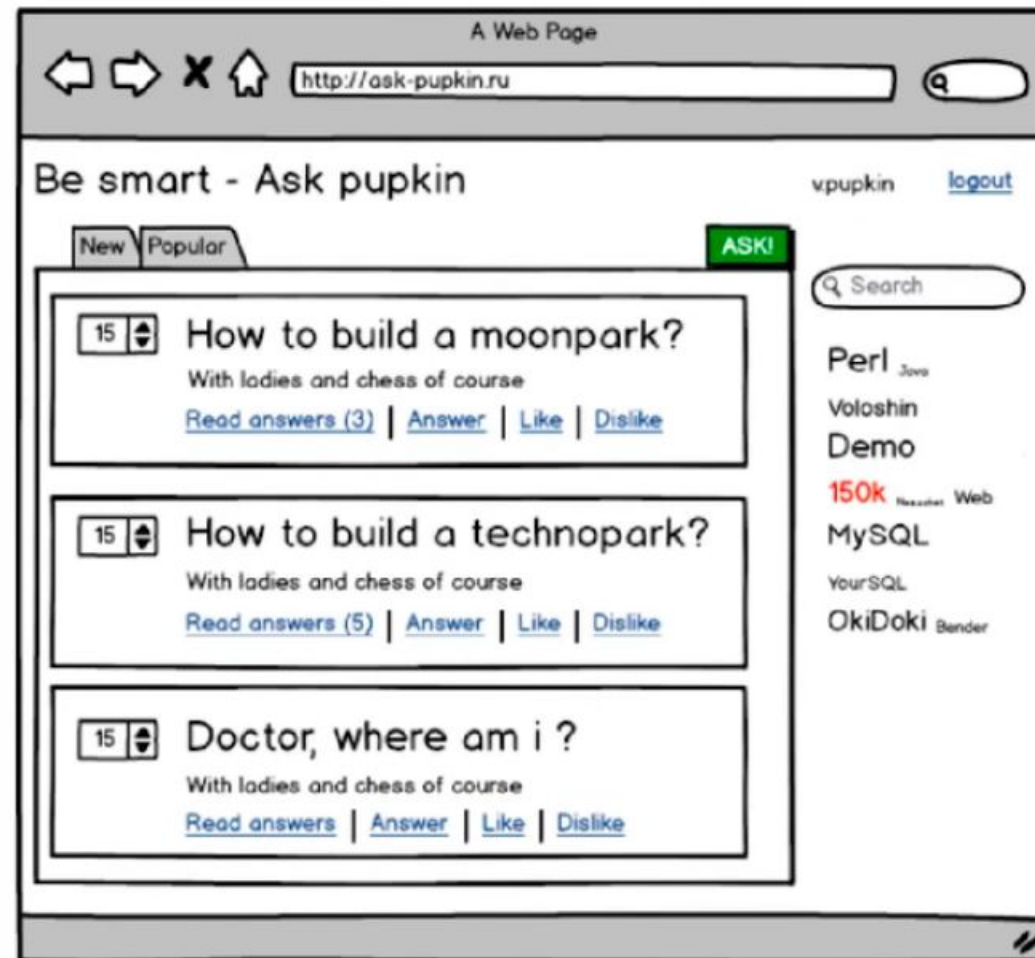 A Web Page
http://ask-pupkin.ru
Be smart - Ask pupkin
v.pupkin logout
New Popular ASK!
Search
15 How to build a moonpark?
With ladies and chess of course
Read answers (3) | Answer | Like | Dislike
15 How to build a technopark?
With ladies and chess of course
Read answers (5) | Answer | Like | Dislike
15 Doctor, where am i ?
With ladies and chess of course
Read answers | Answer | Like | Dislike
Perl Java
Voloshin
Demo
150k Web
MySQL
YourSQL
OkiDoki Bender